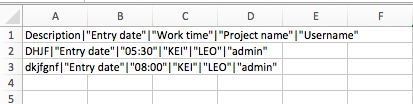 A B C D E F
1 Description|"Entry date"|"Work time"|"Project name"|"Username"
2 DHJF|"Entry date"|"05:30"|"KEI"|"LEO"|"admin"
3 dkjfgnf|"Entry date"|"08:00"|"KEI"|"LEO"|"admin"
4
5